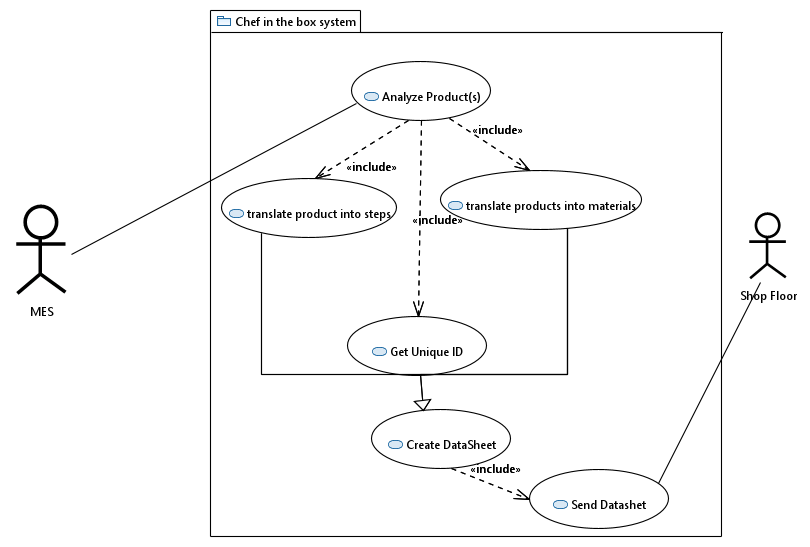 Chef in the box system
Analyze Product(s)
«include»
«include»
translate product into steps
translate products into materials
«include»
MES
Shop Floor
Get Unique ID
Create DataSheet
«include»
Send Datashet